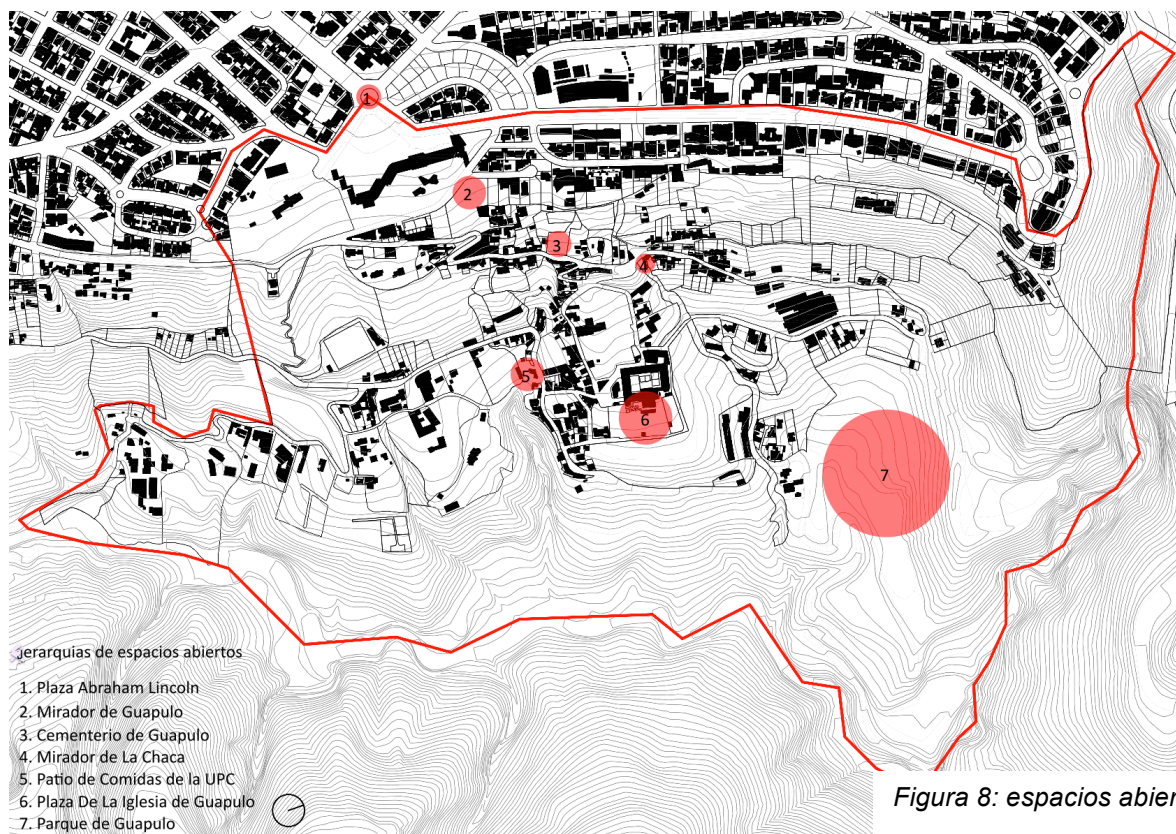 1
2
3
4
5
6
7
jerarquias de espacios abiertos
1. Plaza Abraham Lincoln
2. Mirador de Guapulo
3. Cementerio de Guapulo
4. Mirador de La Chaca
5. Patio de Comidas de la UPC
6. Plaza De La Iglesia de Guapulo
7. Parque de Guapulo
Figura 8: espacios abier